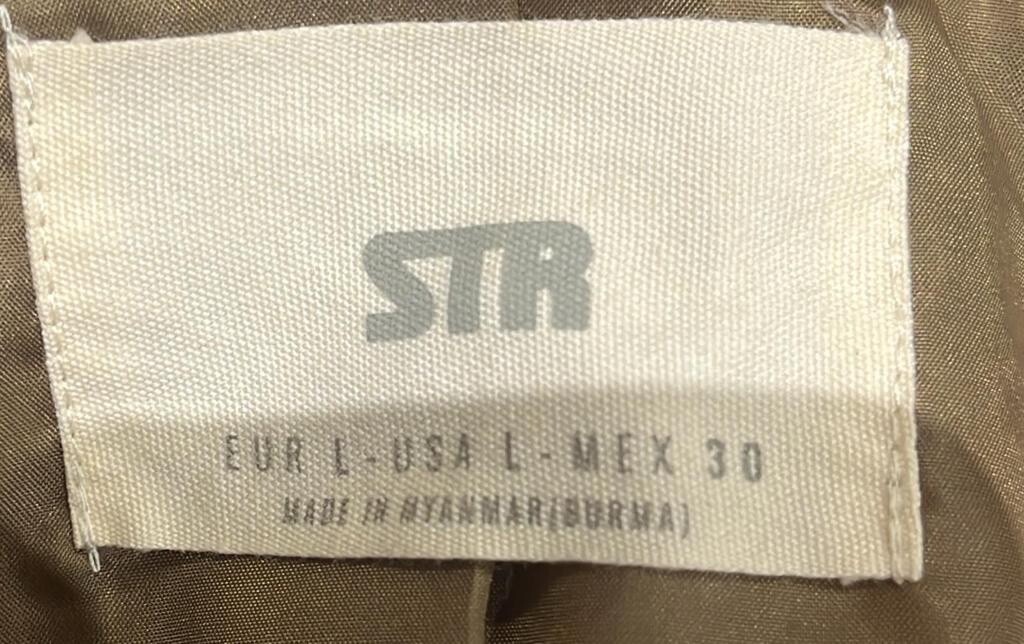 STR
EUR L - USA L - MEX 30
MADE IN MYANMAR(BURMA)